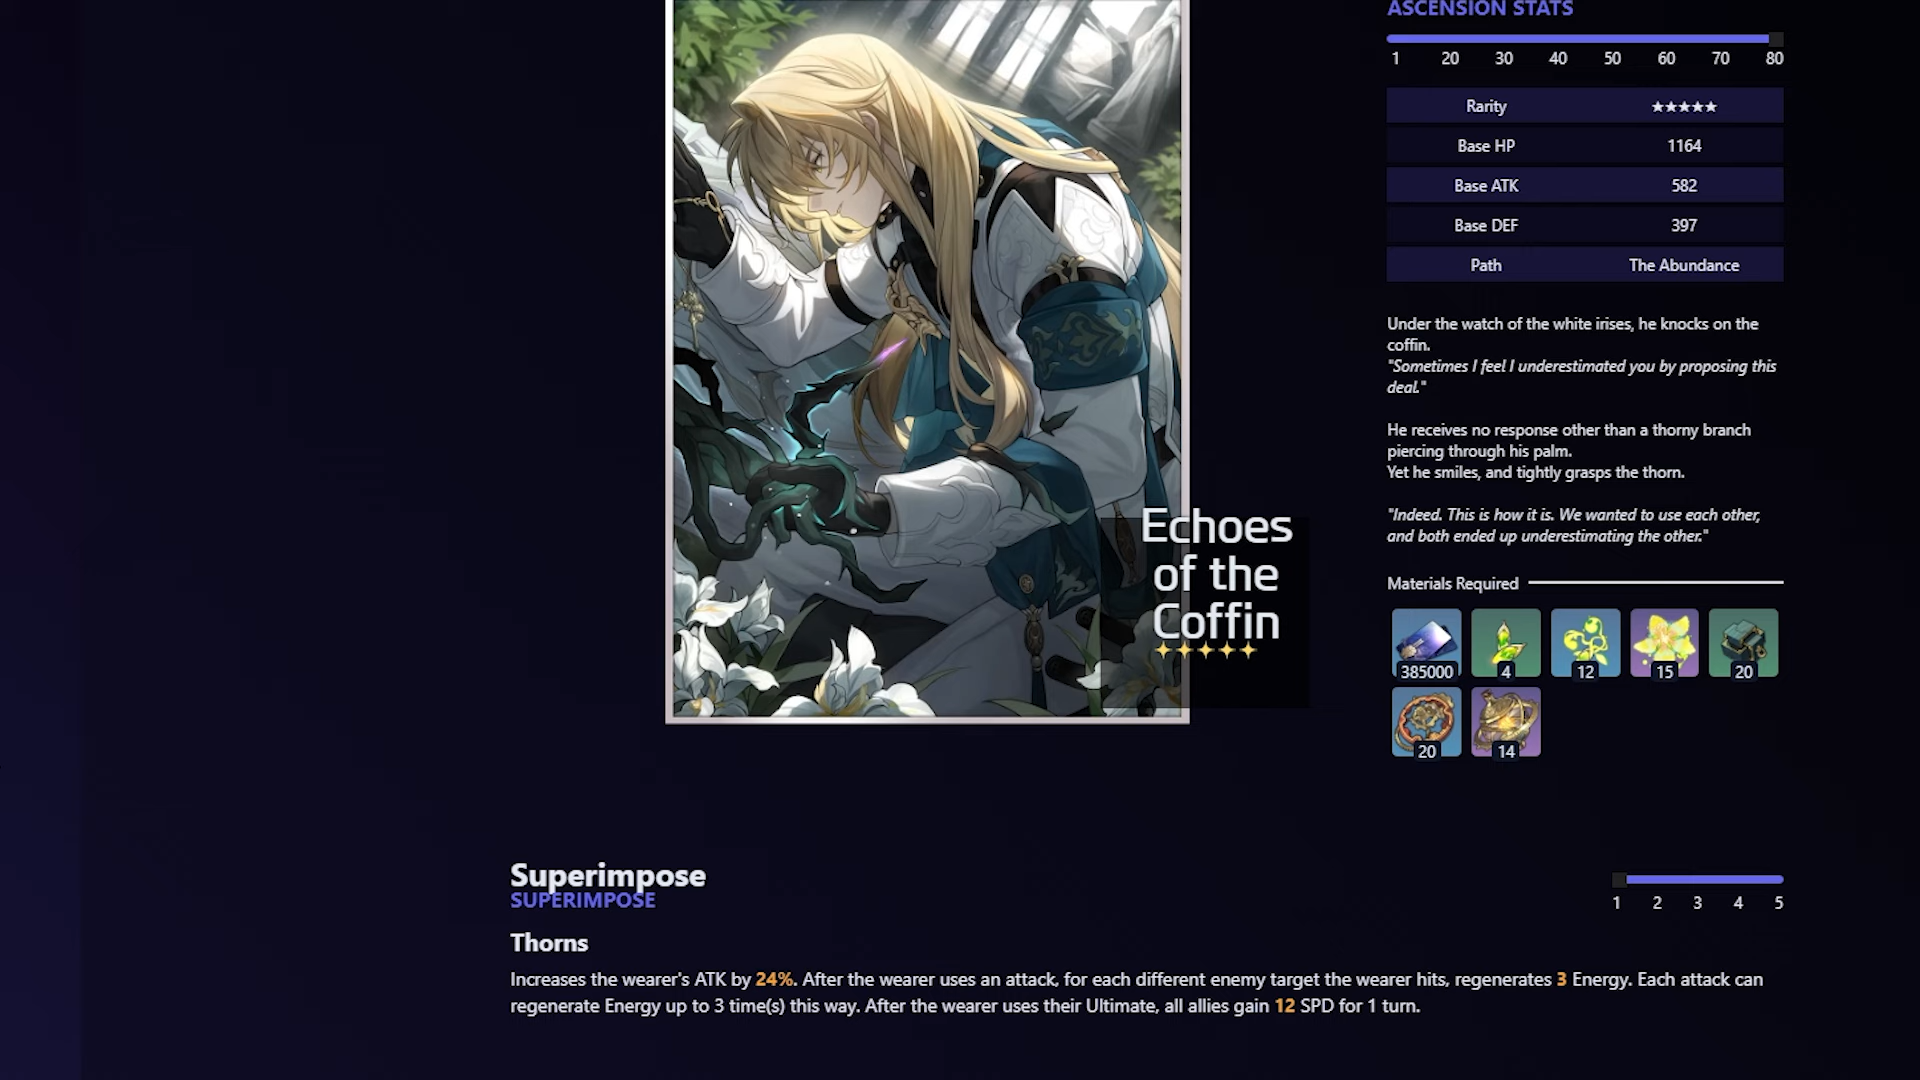 ASCENSION STATS
1 20 30 40 50 60 70 80
Rarity ★★★★★
Base HP 1164
Base ATK 582
Base DEF 397
Path The Abundance
Under the watch of the white irises, he knocks on the
coffin.
"Sometimes I feel I underestimated you by proposing this
deal."
He receives no response other than a thorny branch
piercing through his palm.
Yet he smiles, and tightly grasps the thorn.
"Indeed. This is how it is. We wanted to use each other,
and both ended up underestimating the other."
Materials Required
385000 4 12 15 20
20 14
Echoes
of the
Coffin
Superimpose
SUPERIMPOSE
1 2 3 4 5
Thorns
Increases the wearer's ATK by 24%. After the wearer uses an attack, for each different enemy target the wearer hits, regenerates 3 Energy. Each attack can
regenerate Energy up to 3 time(s) this way. After the wearer uses their Ultimate, all allies gain 12 SPD for 1 turn.